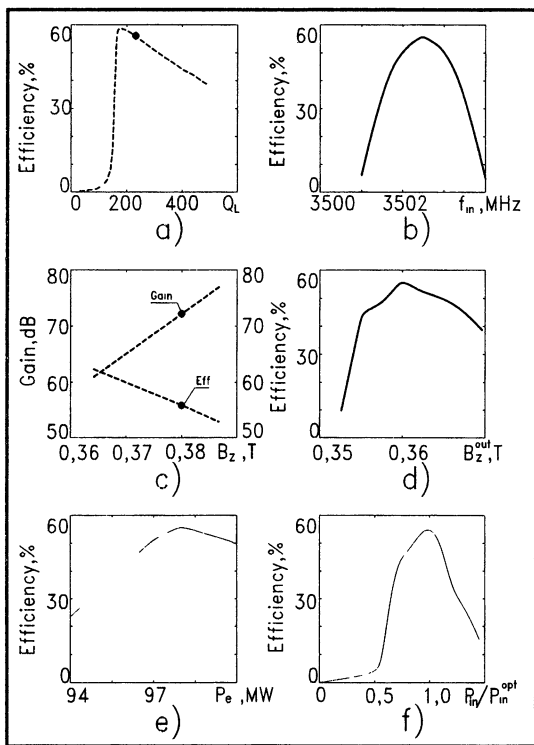 60
30
0
Efficiency,%
200 400 Q_L
a)
60
30
0
Efficiency,%
3500 3502 f_in ,MHz
b)
80
70
60
50
Gain,dB
Gain
Eff
80
70
60
50
Efficiency,%
0,36 0,37 0,38 B_z ,T
c)
60
30
0
Efficiency,%
0,35 0,36 B_z^out ,T
d)
60
30
0
Efficiency,%
94 97 P_e ,MW
e)
60
30
0
Efficiency,%
0 0,5 1,0 P_in/P_in^opt
f)